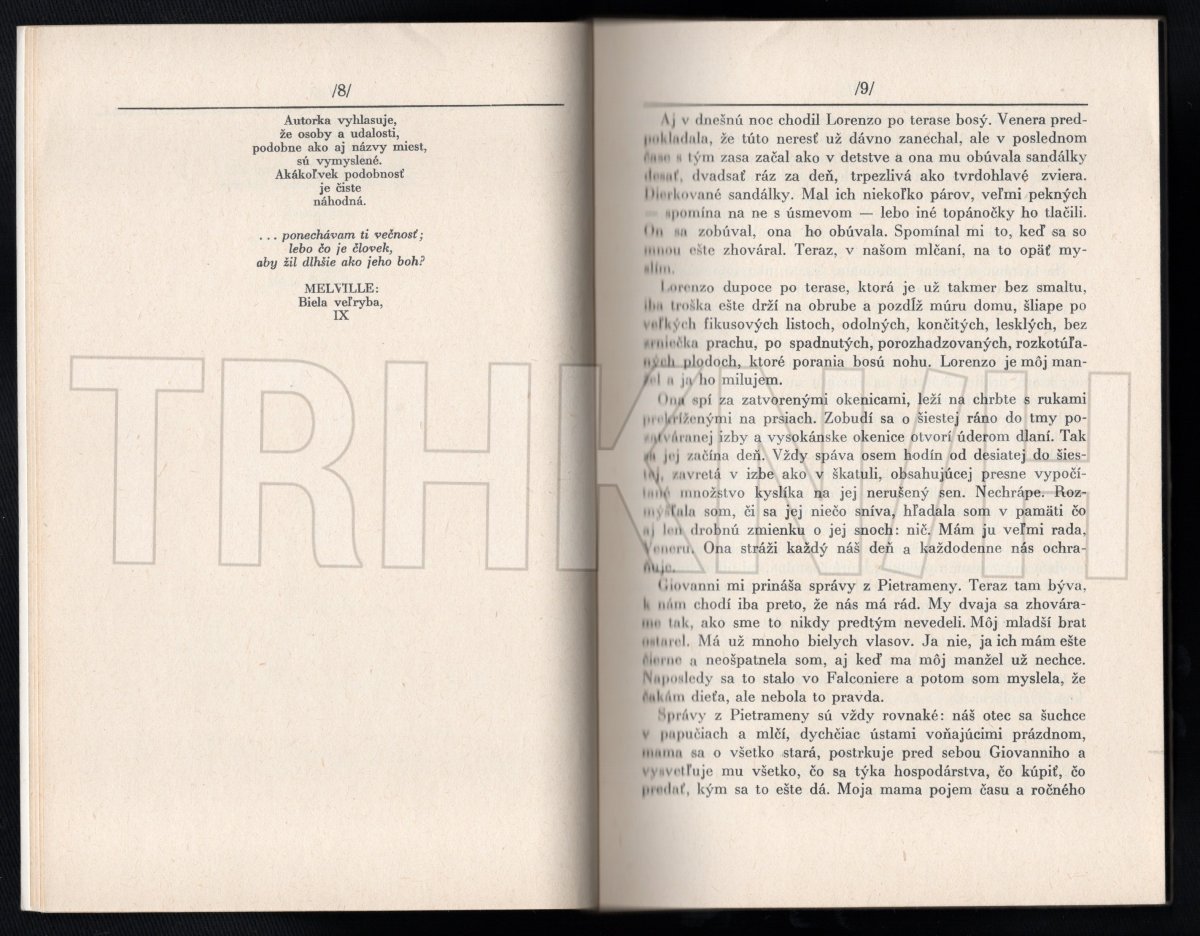 /8/
Autorka vyhlasuje,
že osoby a udalosti,
podobne ako aj názvy miest,
sú vymyslené.
Akákoľvek podobnosť
je čiste
náhodná.
... ponechávam ti večnosť;
lebo čo je človek,
aby žil dlhšie ako jeho boh?
MELVILLE:
Biela veľryba,
IX
/9/
Aj v dnešnú noc chodil Lorenzo po terase bosý. Venera pred-
pokladala, že túto neresť už dávno zanechal, ale v poslednom
čase s tým zasa začal ako v detstve a ona mu obúvala sandálky
desať, dvadsať ráz za deň, trpezlivá ako tvrdohlavé zviera.
Dierkované sandálky. Mal ich niekoľko párov, veľmi pekných
— spomína na ne s úsmevom — lebo iné topánočky ho tlačili.
On sa zobúval, ona ho obúvala. Spomínal mi to, keď sa so
mnou ešte zhováral. Teraz, v našom mlčaní, na to opäť my-
slím.
Lorenzo dupoce po terase, ktorá je už takmer bez smaltu,
iba troška ešte drží na obrube a pozdĺž múru domu, šliape po
veľkých fikusových listoch, odolných, končitých, lesklých, bez
zrniečka prachu, po spadnutých, porozhadzovaných, rozkotúľa-
ných plodoch, ktoré porania bosú nohu. Lorenzo je môj man-
žel a ja ho milujem.
Ona spí za zatvorenými okenicami, leží na chrbte s rukami
prekríženými na prsiach. Zobudí sa o šiestej ráno do tmy po-
zatváranej izby a vysokánske okenice otvorí úderom dlaní. Tak
sa jej začína deň. Vždy spáva osem hodín od desiatej do šies-
tej, zavretá v izbe ako v škatuli, obsahujúcej presne vypočí-
tané množstvo kyslíka na jej nerušený sen. Nechrápe. Roz-
mýšľala som, či sa jej niečo sníva, hľadala som v pamäti čo
aj len drobnú zmienku o jej snoch: nič. Mám ju veľmi rada,
Veneru. Ona stráži každý náš deň a každodenne nás ochra-
ňuje.
Giovanni mi prináša správy z Pietrameny. Teraz tam býva,
k nám chodí iba preto, že nás má rád. My dvaja sa zhovára-
me tak, ako sme to nikdy predtým nevedeli. Môj mladší brat
ostarel. Má už mnoho bielych vlasov. Ja nie, ja ich mám ešte
čierne a neošpatnela som, aj keď ma môj manžel už nechce.
Naposledy sa to stalo vo Falconiere a potom som myslela, že
čakám dieťa, ale nebola to pravda.
Správy z Pietrameny sú vždy rovnaké: náš otec sa šuchce
v papučiach a mlčí, dychčiac ústami voňajúcimi prázdnom,
mama sa o všetko stará, postrkuje pred sebou Giovanniho a
vysvetľuje mu všetko, čo sa týka hospodárstva, čo kúpiť, čo
predať, kým sa to ešte dá. Moja mama pojem času a ročného
TRHKNIH